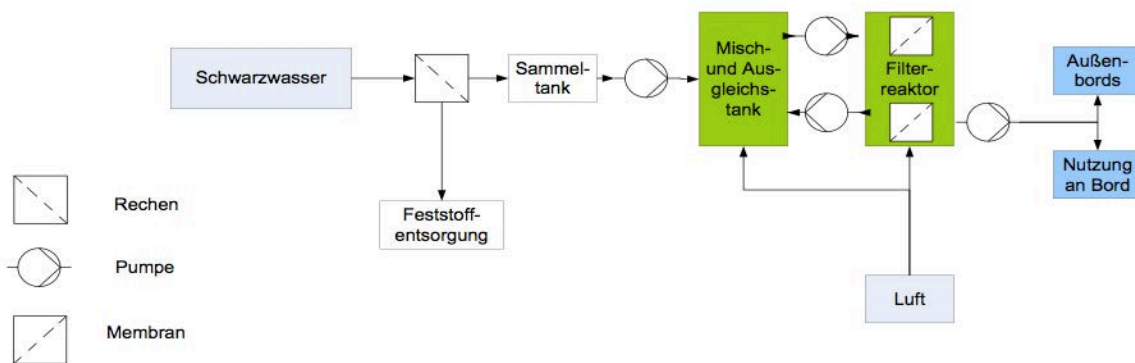 Schwarzwasser
Sammel-
tank
Misch-
und Aus-
gleichs-
tank
Filter-
reaktor
Außen-
bords
Nutzung
an Bord
Feststoff-
entsorgung
Luft
Rechen
Pumpe
Membran